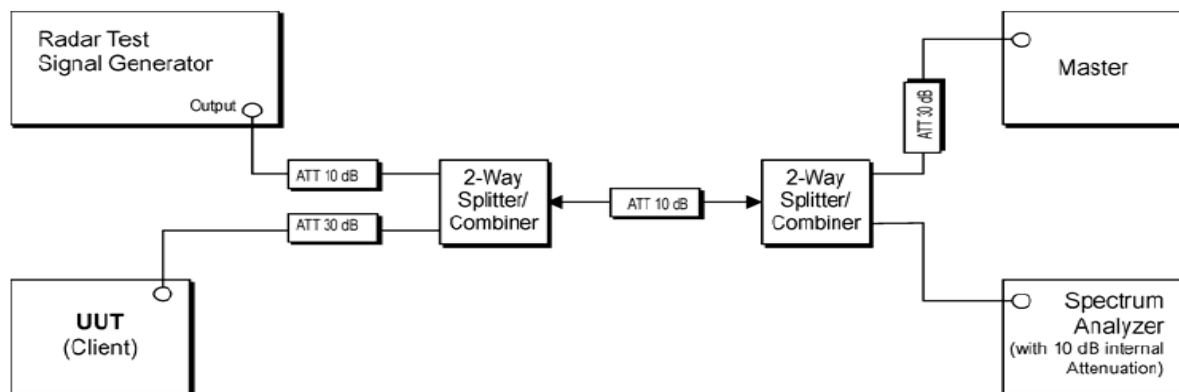 Radar Test
Signal Generator
Output
ATT 10 dB
2-Way
Splitter/
Combiner
ATT 30 dB
UUT
(Client)
ATT 10 dB
2-Way
Splitter/
Combiner
ATT 30 dB
Master
Spectrum
Analyzer
(with 10 dB internal
Attenuation)